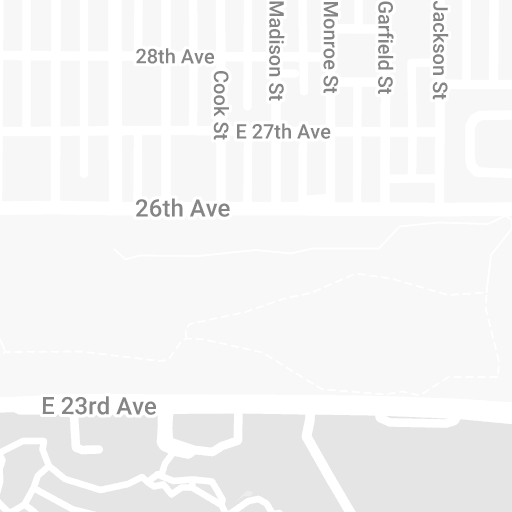 Madison St
Monroe St
Garfield St
Jackson St
28th Ave
Cook St
E 27th Ave
26th Ave
E 23rd Ave